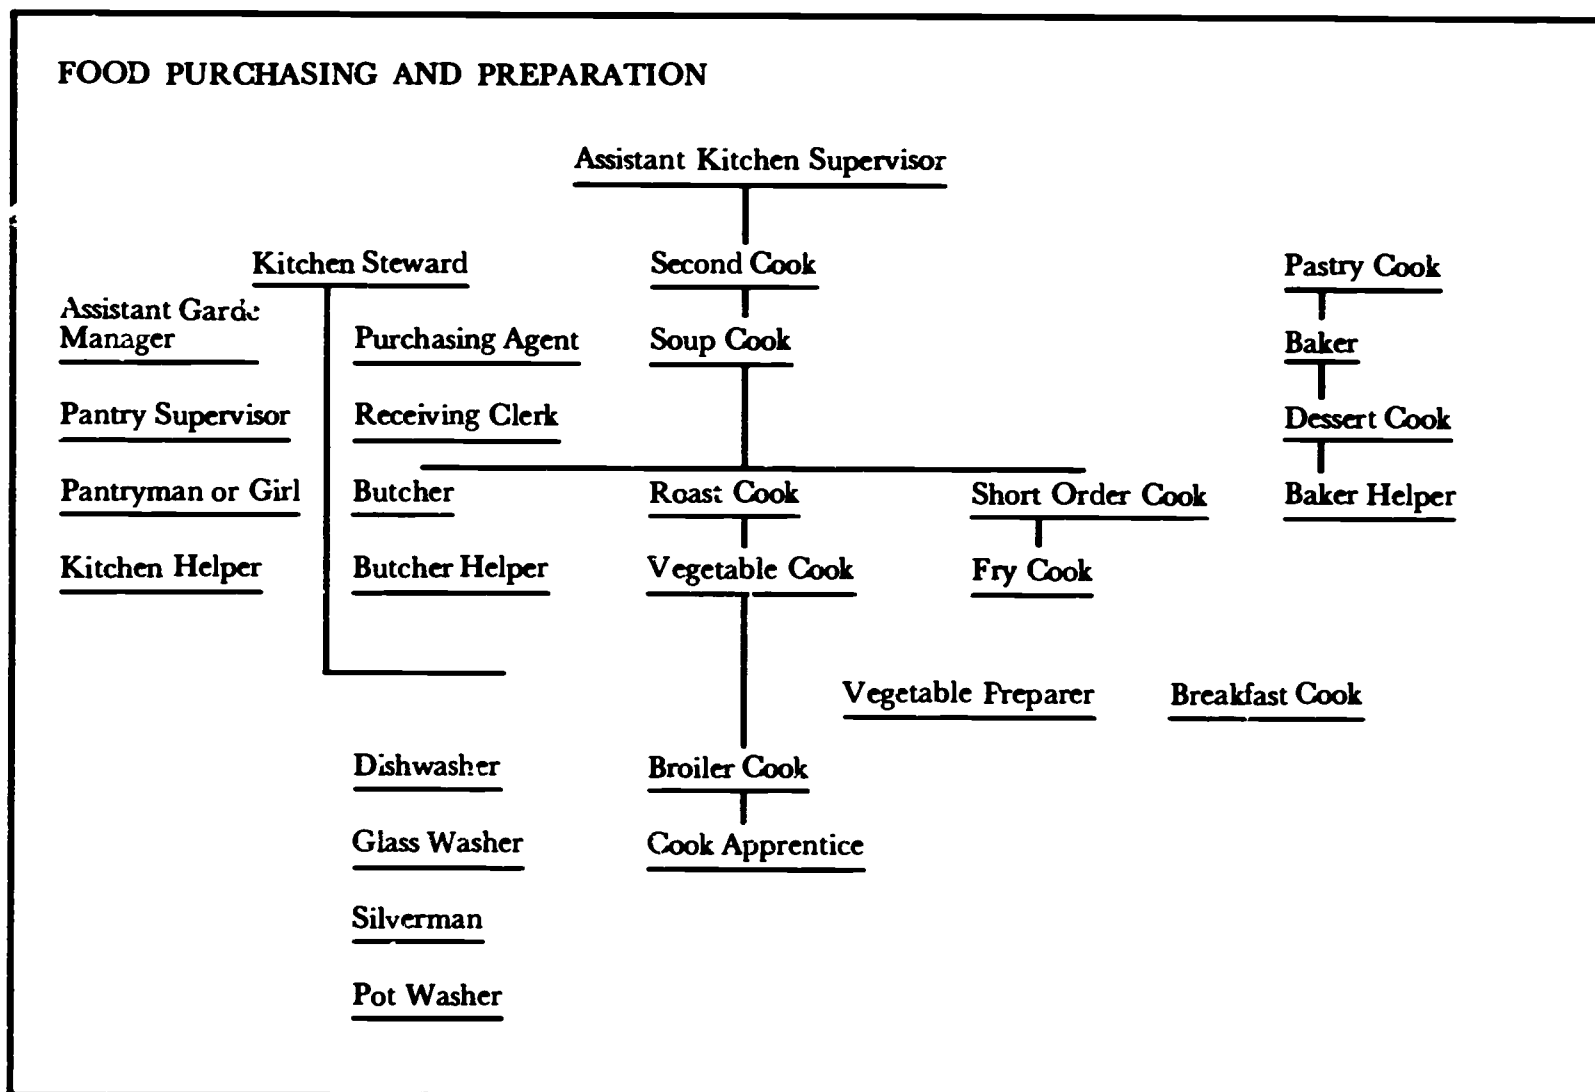 FOOD PURCHASING AND PREPARATION
Assistant Kitchen Supervisor
Kitchen Steward
Second Cook
Pastry Cook
Assistant Garde
Manager
Purchasing Agent
Soup Cook
Baker
Pantry Supervisor
Receiving Clerk
Dessert Cook
Pantryman or Girl
Butcher
Roast Cook
Short Order Cook
Baker Helper
Kitchen Helper
Butcher Helper
Vegetable Cook
Fry Cook
Vegetable Preparer
Breakfast Cook
Dishwasher
Broiler Cook
Glass Washer
Cook Apprentice
Silverman
Pot Washer